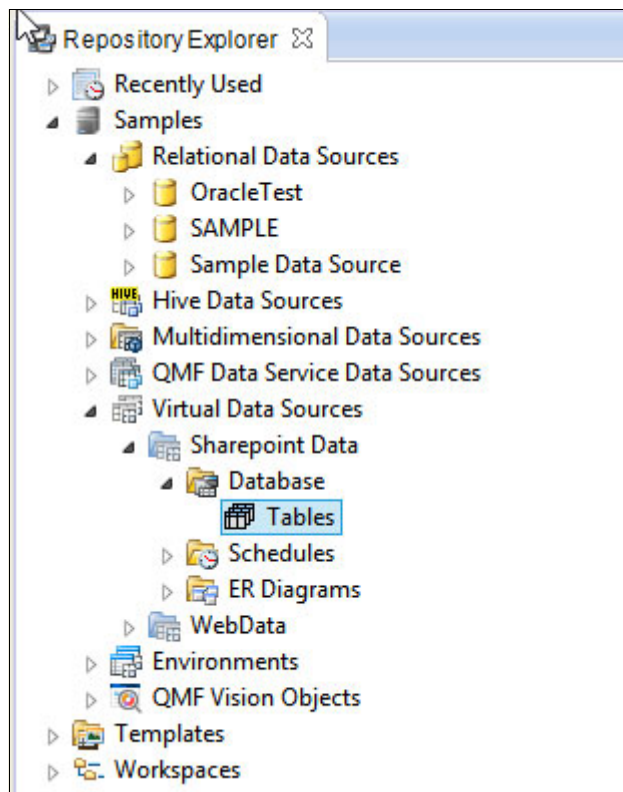 Repository Explorer
Recently Used
Samples
Relational Data Sources
OracleTest
SAMPLE
Sample Data Source
HIVE Hive Data Sources
Multidimensional Data Sources
QMF Data Service Data Sources
Virtual Data Sources
Sharepoint Data
Database
Tables
Schedules
ER Diagrams
WebData
Environments
QMF Vision Objects
Templates
Workspaces